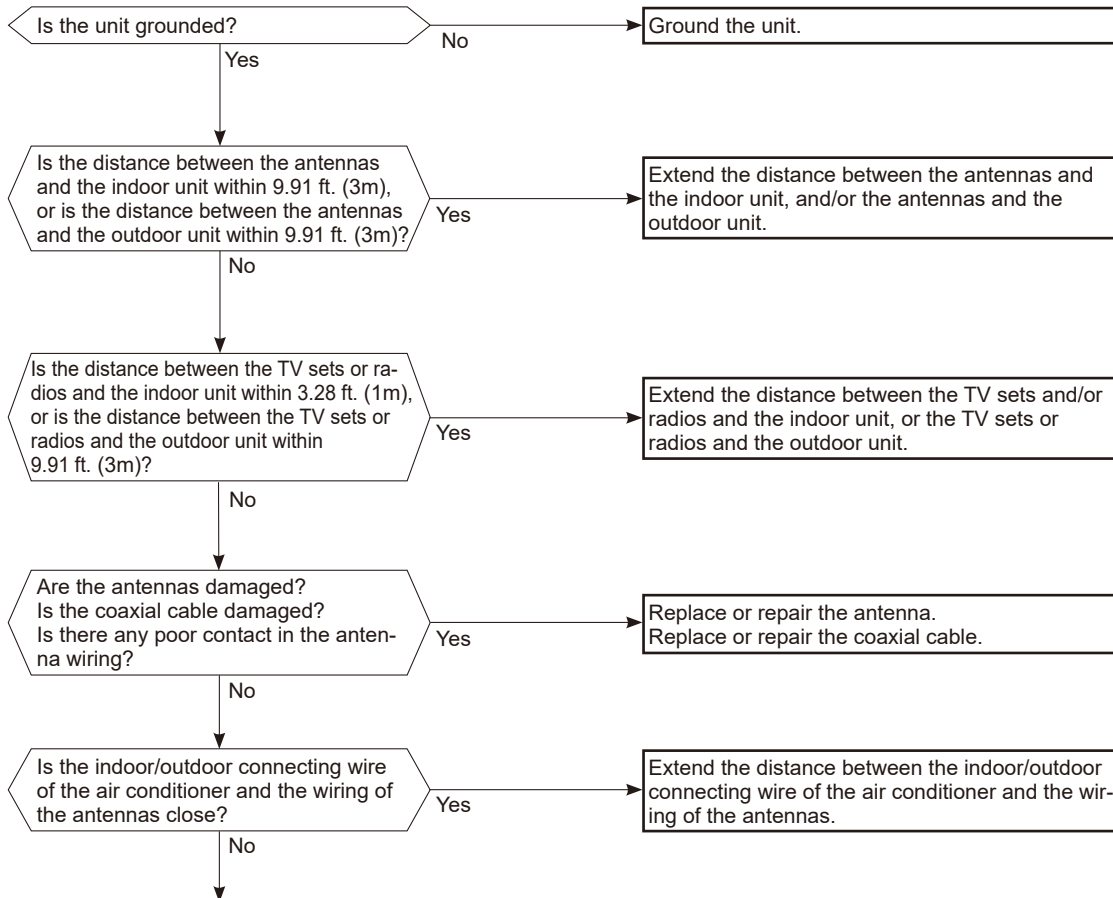 Is the unit grounded?
No
Ground the unit.
Yes
Is the distance between the antennas
and the indoor unit within 9.91 ft. (3m),
or is the distance between the antennas
and the outdoor unit within 9.91 ft. (3m)?
Yes
Extend the distance between the antennas and
the indoor unit, and/or the antennas and the
outdoor unit.
No
Is the distance between the TV sets or ra-
dios and the indoor unit within 3.28 ft. (1m),
or is the distance between the TV sets or
radios and the outdoor unit within
9.91 ft. (3m)?
Yes
Extend the distance between the TV sets and/or
radios and the indoor unit, or the TV sets or
radios and the outdoor unit.
No
Are the antennas damaged?
Is the coaxial cable damaged?
Is there any poor contact in the anten-
na wiring?
Yes
Replace or repair the antenna.
Replace or repair the coaxial cable.
No
Is the indoor/outdoor connecting wire
of the air conditioner and the wiring of
the antennas close?
Yes
Extend the distance between the indoor/outdoor
connecting wire of the air conditioner and the wir-
ing of the antennas.
No